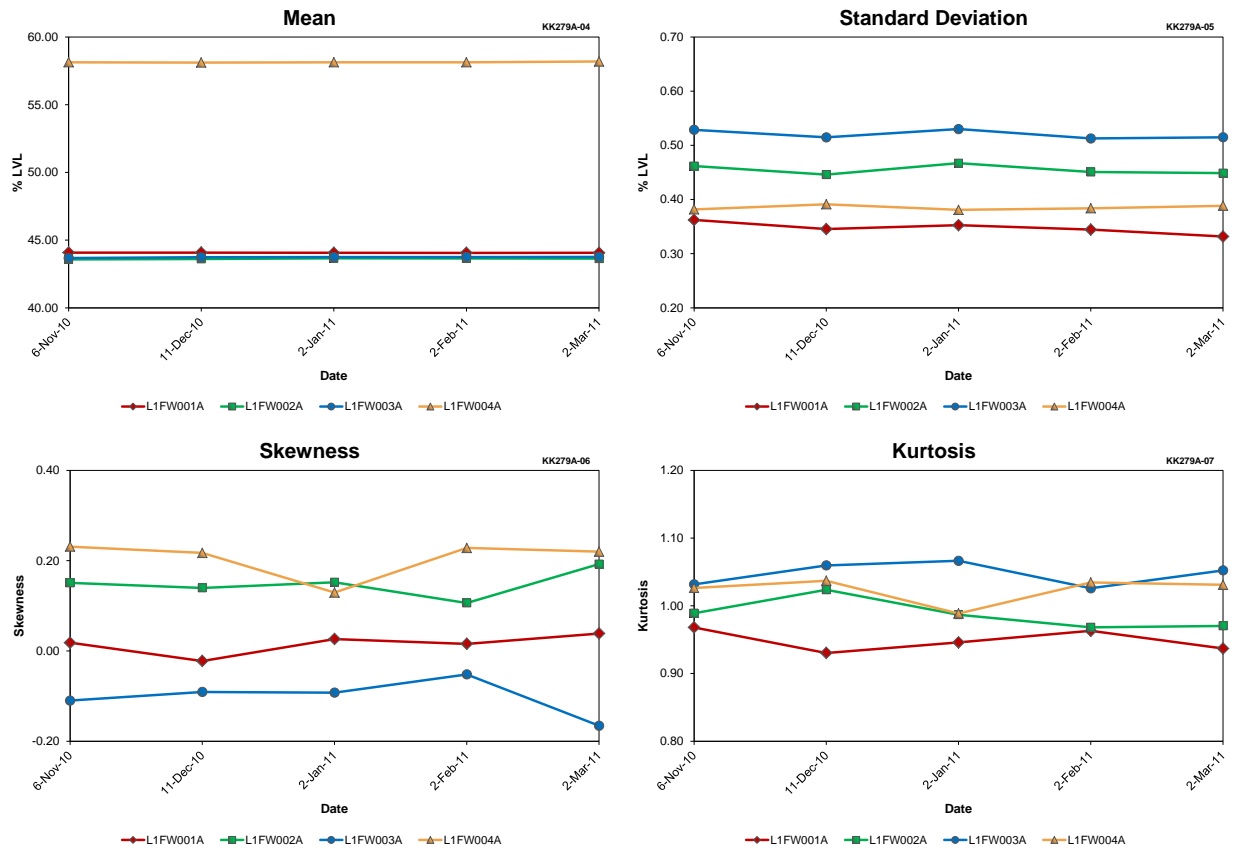 Mean
KK279A-04
60.00
55.00
50.00
45.00
40.00
% LVL
6-Nov-10
11-Dec-10
2-Jan-11
2-Feb-11
2-Mar-11
Date
L1FW001A L1FW002A L1FW003A L1FW004A
Standard Deviation
KK279A-05
0.70
0.60
0.50
0.40
0.30
0.20
% LVL
6-Nov-10
11-Dec-10
2-Jan-11
2-Feb-11
2-Mar-11
Date
L1FW001A L1FW002A L1FW003A L1FW004A
Skewness
KK279A-06
0.40
0.20
0.00
-0.20
Skewness
6-Nov-10
11-Dec-10
2-Jan-11
2-Feb-11
2-Mar-11
Date
L1FW001A L1FW002A L1FW003A L1FW004A
Kurtosis
KK279A-07
1.20
1.10
1.00
0.90
0.80
Kurtosis
6-Nov-10
11-Dec-10
2-Jan-11
2-Feb-11
2-Mar-11
Date
L1FW001A L1FW002A L1FW003A L1FW004A